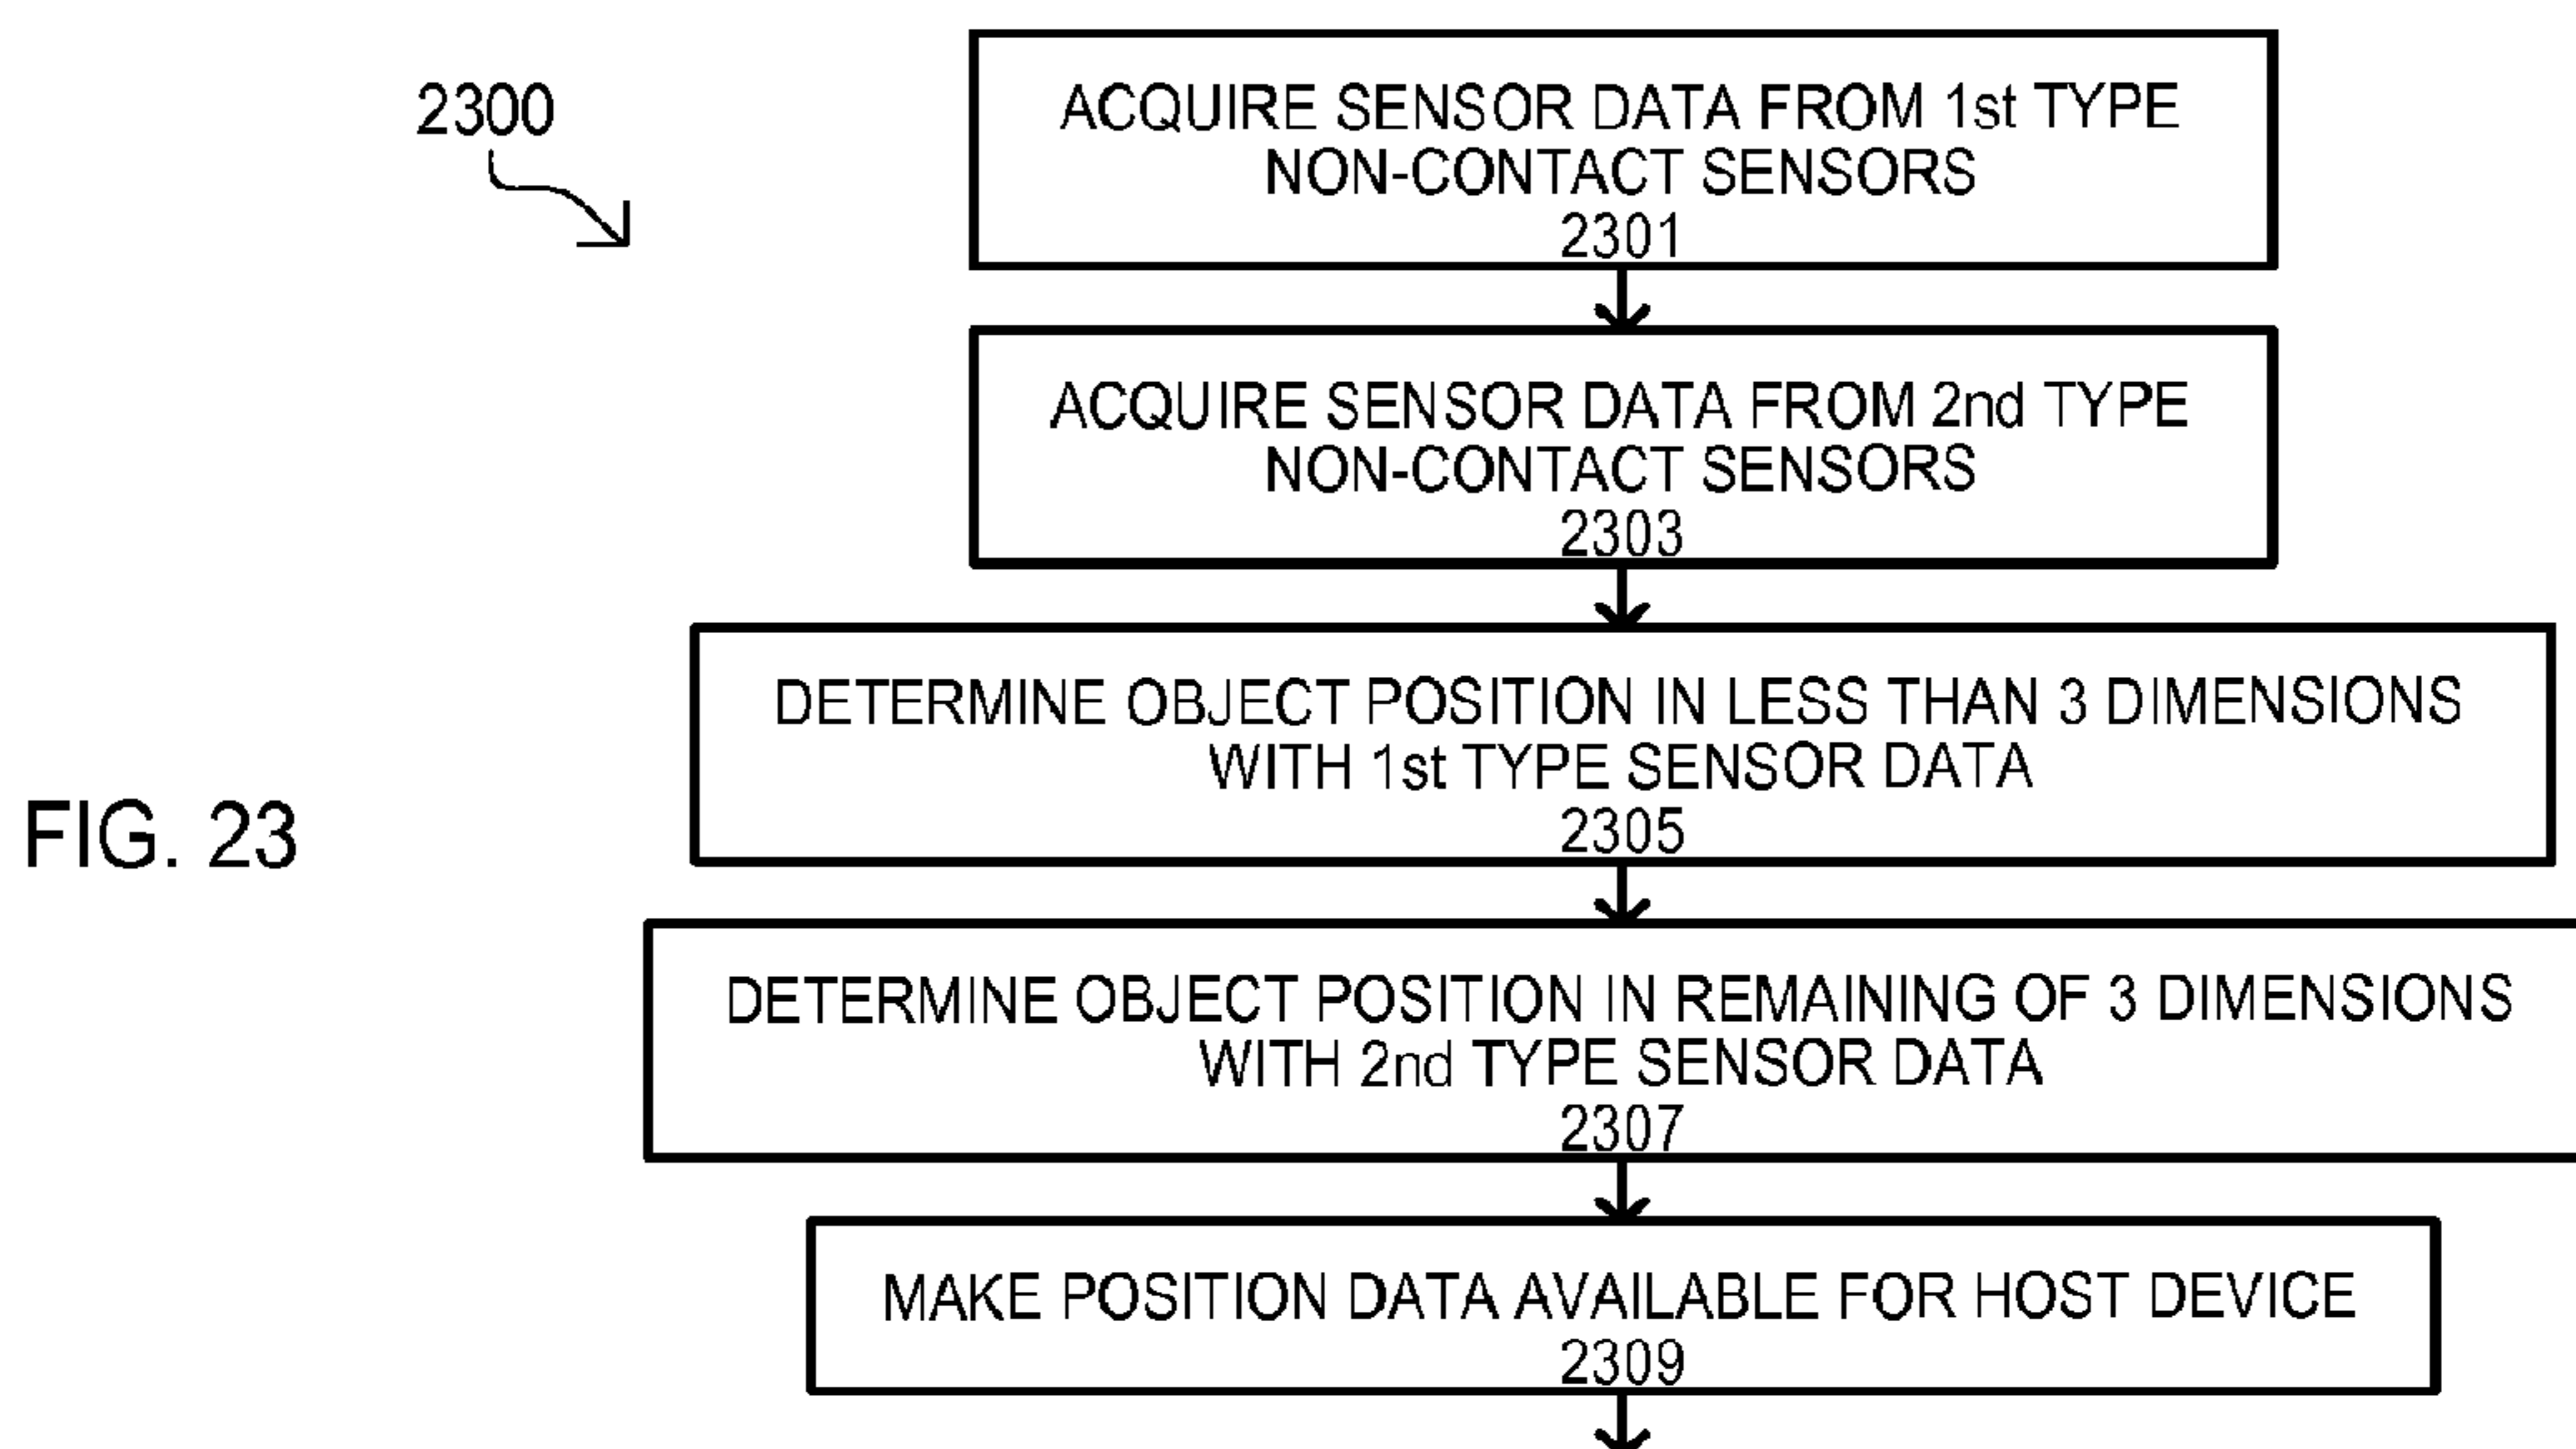 2300
ACQUIRE SENSOR DATA FROM 1st TYPE
NON-CONTACT SENSORS
2301
ACQUIRE SENSOR DATA FROM 2nd TYPE
NON-CONTACT SENSORS
2303
DETERMINE OBJECT POSITION IN LESS THAN 3 DIMENSIONS
WITH 1st TYPE SENSOR DATA
2305
FIG. 23
DETERMINE OBJECT POSITION IN REMAINING OF 3 DIMENSIONS
WITH 2nd TYPE SENSOR DATA
2307
MAKE POSITION DATA AVAILABLE FOR HOST DEVICE
2309